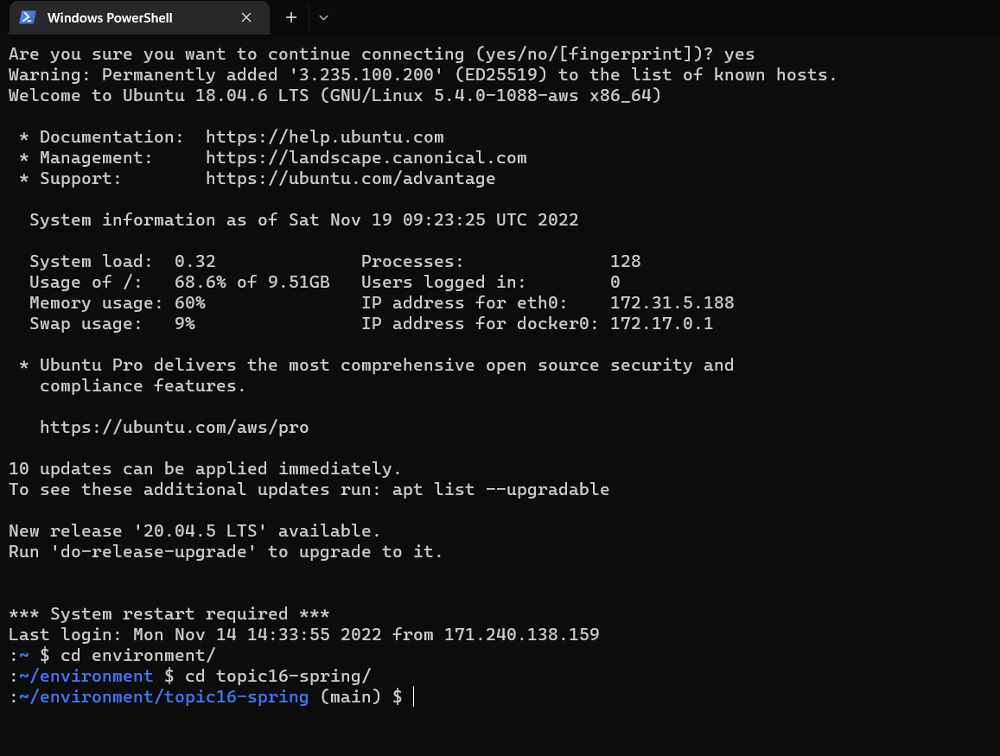 Windows PowerShell
Are you sure you want to continue connecting (yes/no/[fingerprint])? yes
Warning: Permanently added '3.235.100.200' (ED25519) to the list of known hosts.
Welcome to Ubuntu 18.04.6 LTS (GNU/Linux 5.4.0-1088-aws x86_64)
* Documentation:  https://help.ubuntu.com
* Management:     https://landscape.canonical.com
* Support:        https://ubuntu.com/advantage
System information as of Sat Nov 19 09:23:25 UTC 2022
System load:  0.32              Processes:              128
Usage of /:   68.6% of 9.51GB   Users logged in:        0
Memory usage: 60%               IP address for eth0:    172.31.5.188
Swap usage:   9%                IP address for docker0: 172.17.0.1
* Ubuntu Pro delivers the most comprehensive open source security and
compliance features.
https://ubuntu.com/aws/pro
10 updates can be applied immediately.
To see these additional updates run: apt list --upgradable
New release '20.04.5 LTS' available.
Run 'do-release-upgrade' to upgrade to it.
*** System restart required ***
Last login: Mon Nov 14 14:33:55 2022 from 171.240.138.159
:~ $ cd environment/
:~/environment $ cd topic16-spring/
:~/environment/topic16-spring (main) $